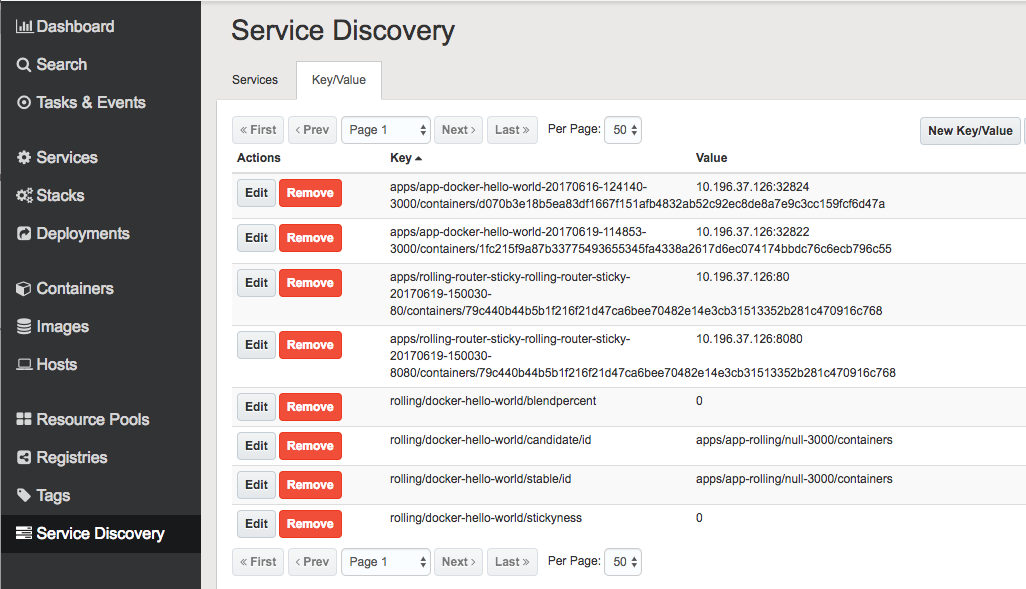 Dashboard
Search
Tasks & Events
Services
Stacks
Deployments
Containers
Images
Hosts
Resource Pools
Registries
Tags
Service Discovery
Service Discovery
Services Key/Value
« First ‹ Prev Page 1 Next › Last » Per Page: 50 New Key/Value
Actions Key Value
Edit Remove apps/app-docker-hello-world-20170616-124140- 10.196.37.126:32824
3000/containers/d070b3e18b5ea83df1667f151afb4832ab52c92ec8de8a7e9c3cc159fcf6d47a
Edit Remove apps/app-docker-hello-world-20170619-114853- 10.196.37.126:32822
3000/containers/1fc215f9a87b33775493655345fa4338a2617d6ec074174bbdc76c6ecb796c55
Edit Remove apps/rolling-router-sticky-rolling-router-sticky- 10.196.37.126:80
20170619-150030-
80/containers/79c440b44b5b1f216f21d47ca6bee70482e14e3cb31513352b281c470916c768
Edit Remove apps/rolling-router-sticky-rolling-router-sticky- 10.196.37.126:8080
20170619-150030-
8080/containers/79c440b44b5b1f216f21d47ca6bee70482e14e3cb31513352b281c470916c768
Edit Remove rolling/docker-hello-world/blendpercent 0
Edit Remove rolling/docker-hello-world/candidate/id apps/app-rolling/null-3000/containers
Edit Remove rolling/docker-hello-world/stable/id apps/app-rolling/null-3000/containers
Edit Remove rolling/docker-hello-world/stickyness 0
« First ‹ Prev Page 1 Next › Last » Per Page: 50